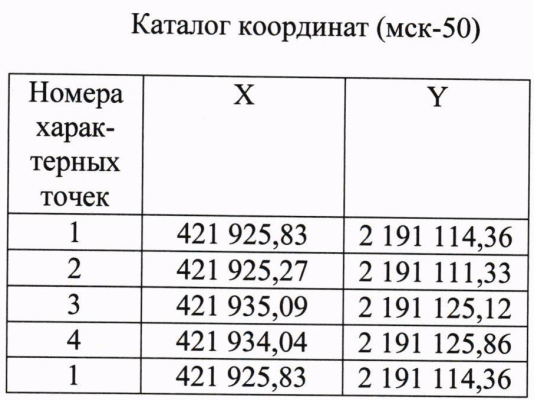 Каталог координат (мск-50)
Номера X Y
харак-
терных
точек
1 421 925,83 2 191 114,36
2 421 925,27 2 191 111,33
3 421 935,09 2 191 125,12
4 421 934,04 2 191 125,86
1 421 925,83 2 191 114,36